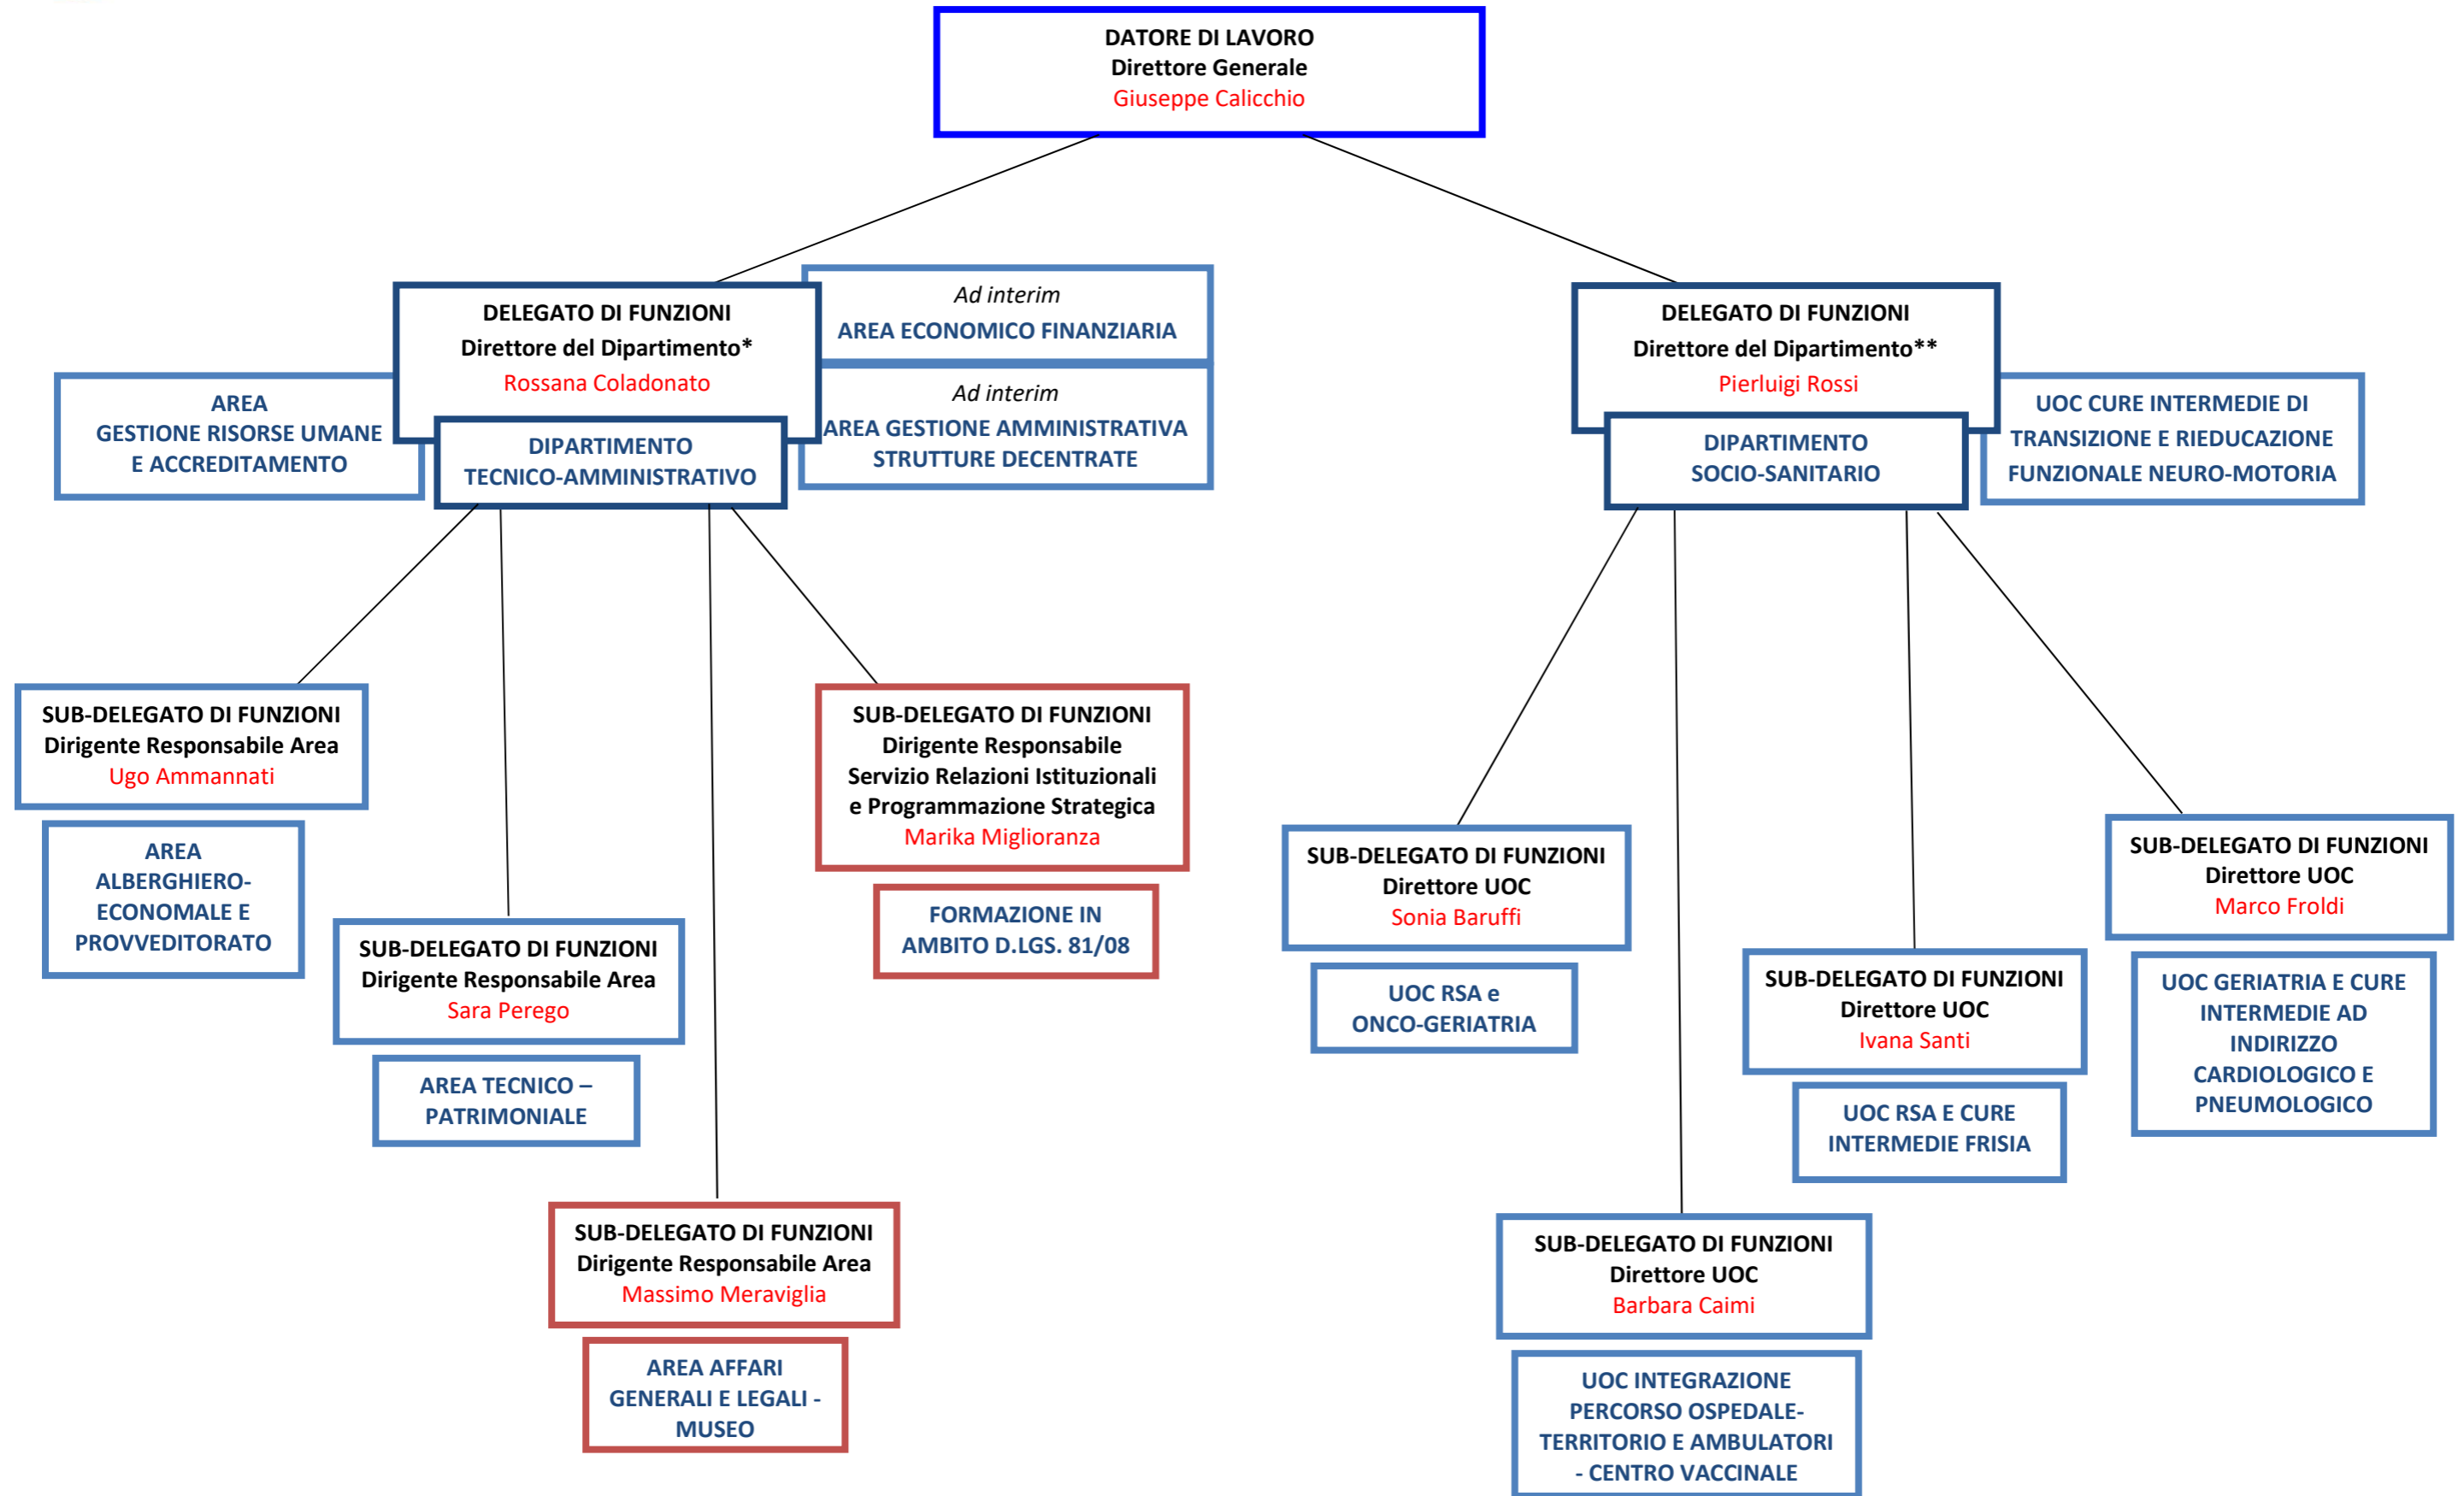 DATORE DI LAVORO
Direttore Generale
Giuseppe Calicchio
DELEGATO DI FUNZIONI
Direttore del Dipartimento*
Rossana Coladonato
DIPARTIMENTO
TECNICO-AMMINISTRATIVO
AREA
GESTIONE RISORSE UMANE
E ACCREDITAMENTO
Ad interim
AREA ECONOMICO FINANZIARIA
Ad interim
AREA GESTIONE AMMINISTRATIVA
STRUTTURE DECENTRATE
DELEGATO DI FUNZIONI
Direttore del Dipartimento**
Pierluigi Rossi
DIPARTIMENTO
SOCIO-SANITARIO
UOC CURE INTERMEDIE DI
TRANSIZIONE E RIEDUCAZIONE
FUNZIONALE NEURO-MOTORIA
SUB-DELEGATO DI FUNZIONI
Dirigente Responsabile Area
Ugo Ammannati
AREA
ALBERGHIERO-
ECONOMALE E
PROVVEDITORATO
SUB-DELEGATO DI FUNZIONI
Dirigente Responsabile Area
Sara Perego
AREA TECNICO –
PATRIMONIALE
SUB-DELEGATO DI FUNZIONI
Dirigente Responsabile Area
Massimo Meraviglia
AREA AFFARI
GENERALI E LEGALI -
MUSEO
SUB-DELEGATO DI FUNZIONI
Dirigente Responsabile
Servizio Relazioni Istituzionali
e Programmazione Strategica
Marika Miglioranza
FORMAZIONE IN
AMBITO D.LGS. 81/08
SUB-DELEGATO DI FUNZIONI
Direttore UOC
Sonia Baruffi
UOC RSA e
ONCO-GERIATRIA
SUB-DELEGATO DI FUNZIONI
Direttore UOC
Barbara Caimi
UOC INTEGRAZIONE
PERCORSO OSPEDALE-
TERRITORIO E AMBULATORI
- CENTRO VACCINALE
SUB-DELEGATO DI FUNZIONI
Direttore UOC
Ivana Santi
UOC RSA E CURE
INTERMEDIE FRISIA
SUB-DELEGATO DI FUNZIONI
Direttore UOC
Marco Froldi
UOC GERIATRIA E CURE
INTERMEDIE AD
INDIRIZZO
CARDIOLOGICO E
PNEUMOLOGICO